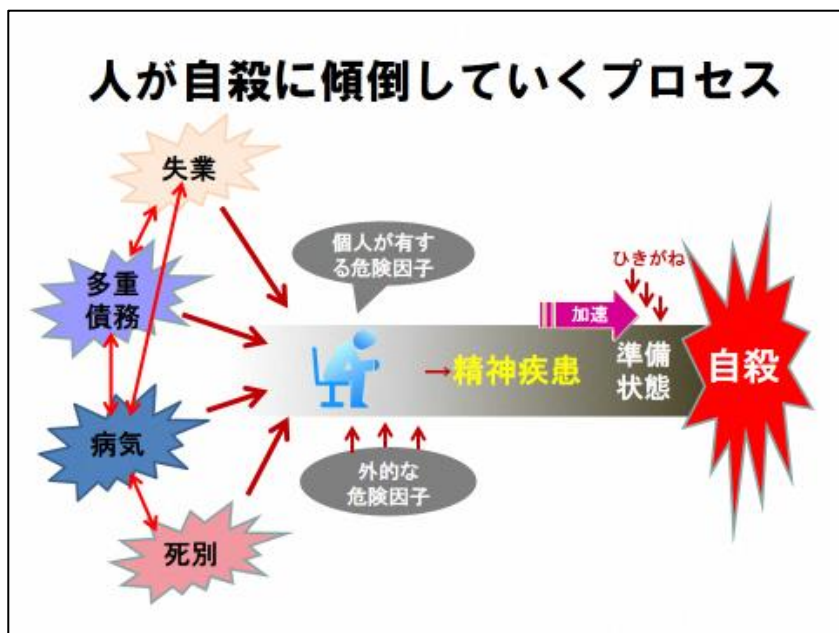 人が自殺に傾倒していくプロセス
失業
多重
債務
病気
死別
個人が有す
る危険因子
外的な
危険因子
→精神疾患
加速
ひきがね
準備
状態
自殺